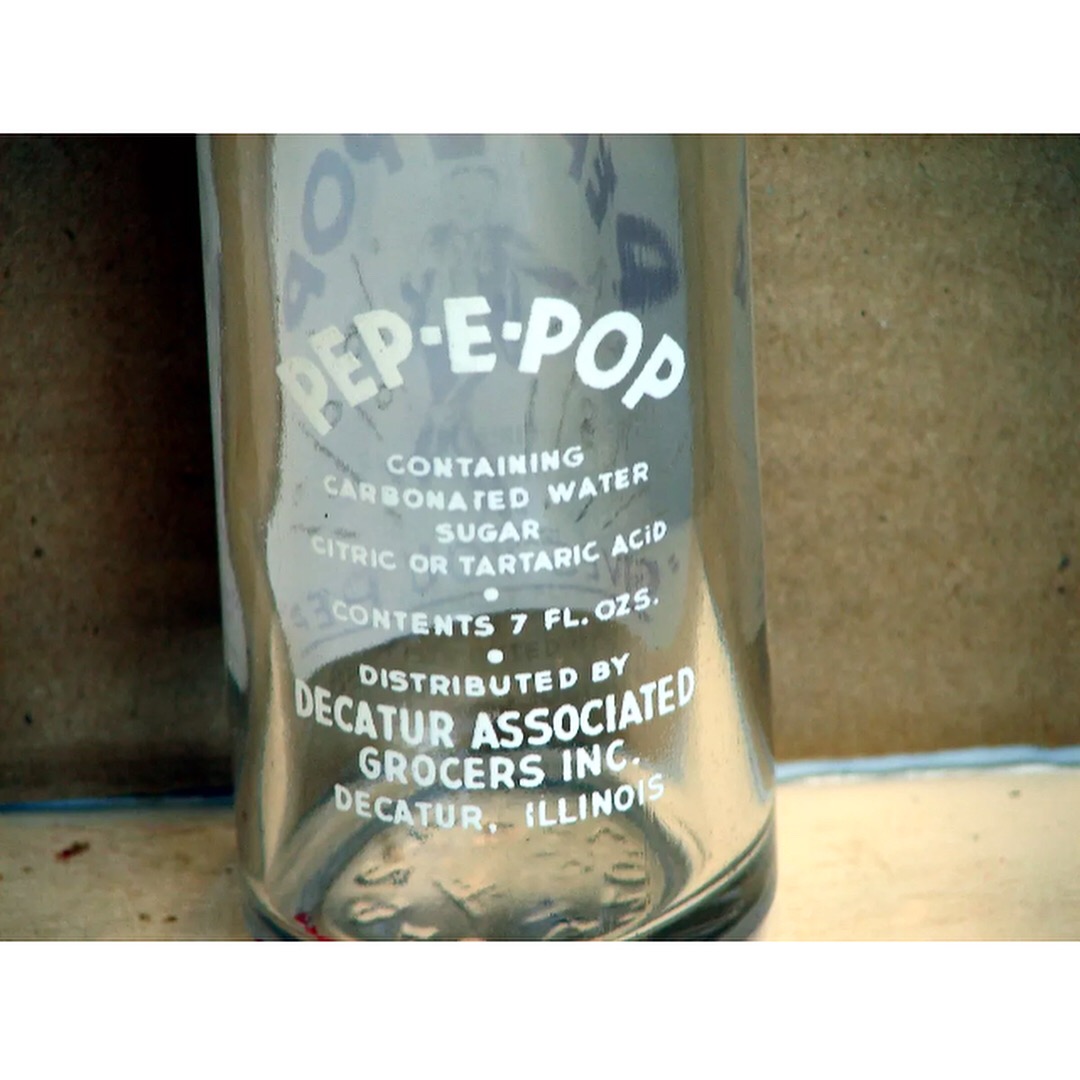 PEP-E-POP
CONTAINING
CARBONATED WATER
SUGAR
CITRIC OR TARTARIC ACiD
•
CONTENTS 7 FL. OZS.
•
DISTRIBUTED BY
DECATUR ASSOCIATED
GROCERS INC.
DECATUR, ILLINOIS